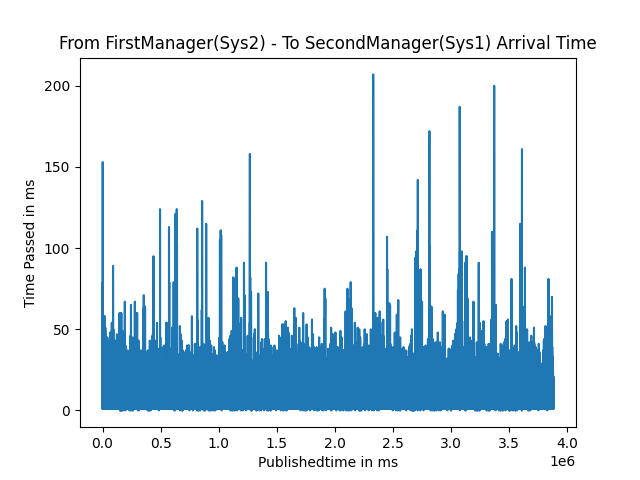 From FirstManager(Sys2) - To SecondManager(Sys1) Arrival Time
200
150
100
50
0
Time Passed in ms
0.0 0.5 1.0 1.5 2.0 2.5 3.0 3.5 4.0
1e6
Publishedtime in ms